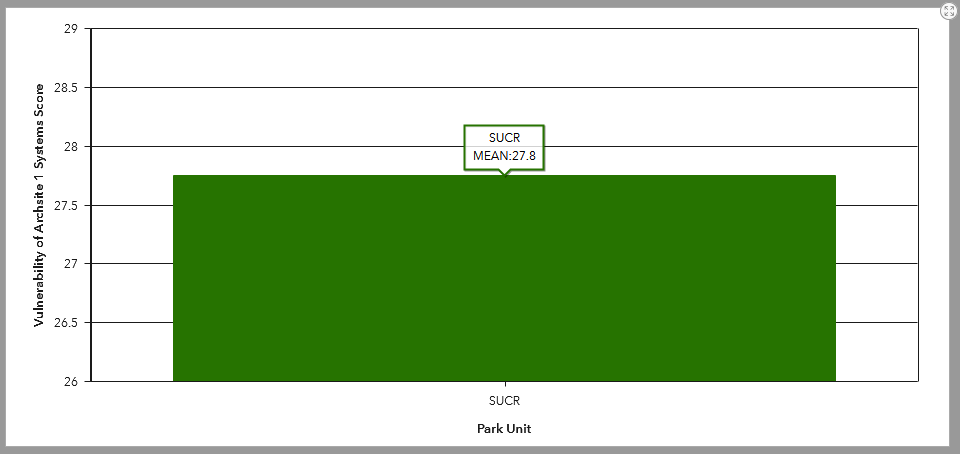 29
28.5
28
27.5
27
26.5
26
Vulnerability of Archsite 1 Systems Score
SUCR
MEAN:27.8
SUCR
Park Unit